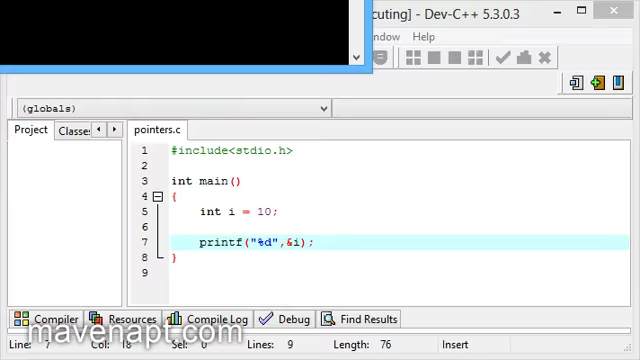 cuting] - Dev-C++ 5.3.0.3
ndow Help
(globals)
Project Classes pointers.c
1 #include<stdio.h>
2
3 int main()
4 {
5 int i = 10;
6
7 printf("%d",&i);
8 }
9
Compiler Resources Compile Log Debug Find Results
mavenapt.com
Line: 7 Col: 18 Sel: 0 Lines: 9 Length: 76 Insert